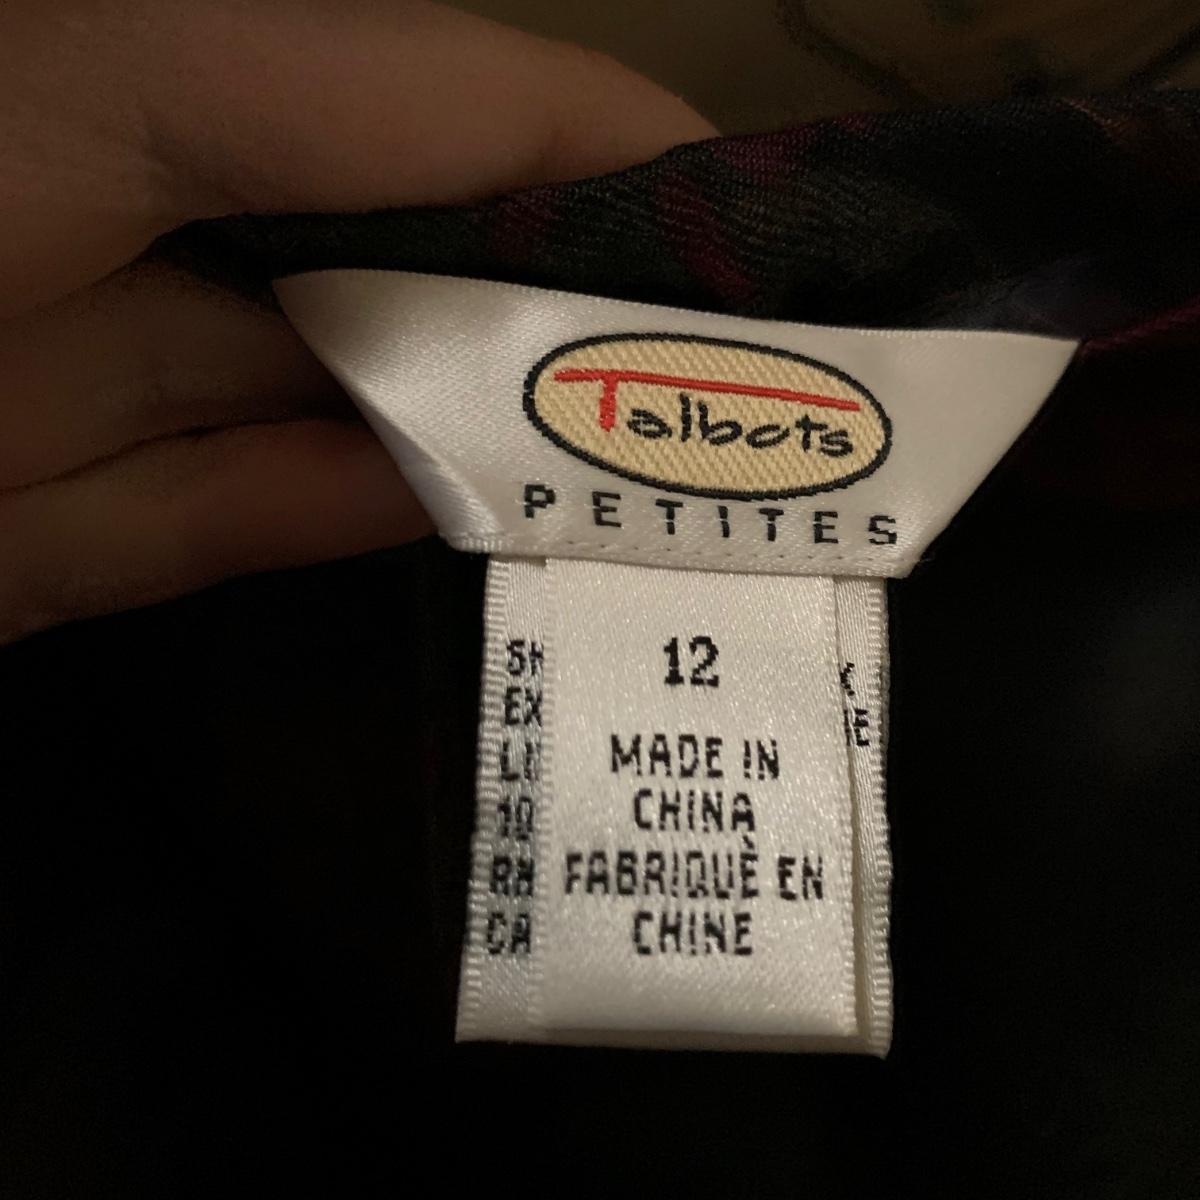 Talbots
PETITES
12
MADE IN
CHINA
FABRIQUÈ EN
CHINE